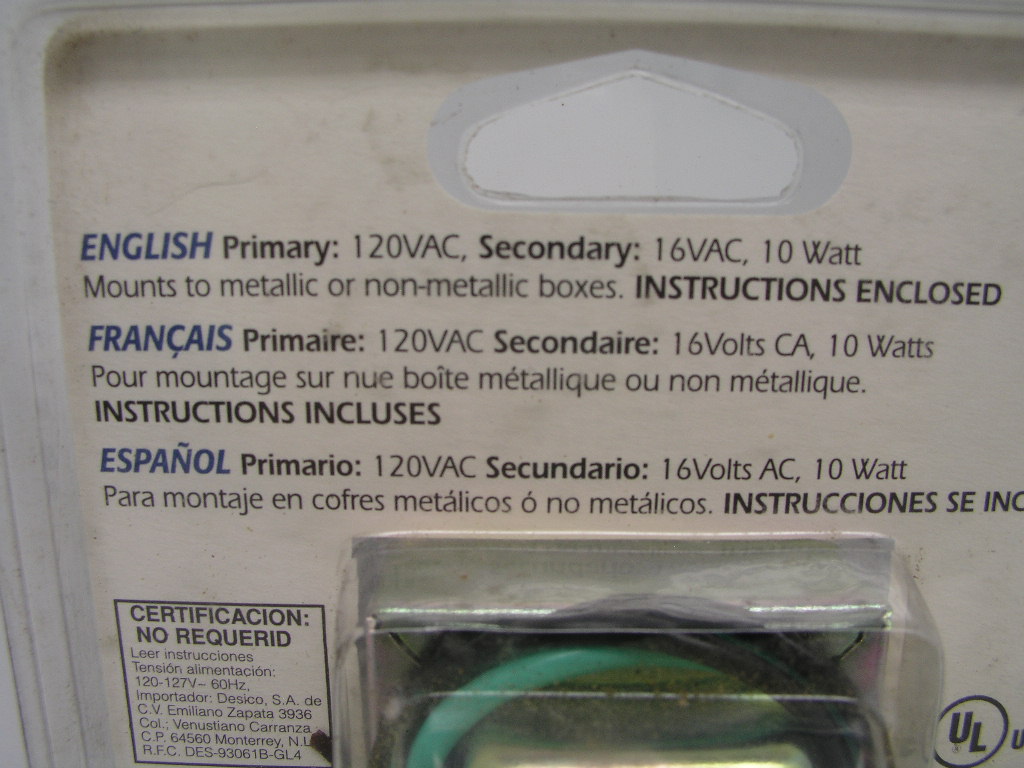 ENGLISH Primary: 120VAC, Secondary: 16VAC, 10 Watt
Mounts to metallic or non-metallic boxes. INSTRUCTIONS ENCLOSED
FRANÇAIS Primaire: 120VAC Secondaire: 16Volts CA, 10 Watts
Pour mountage sur nue boîte métallique ou non métallique.
INSTRUCTIONS INCLUSES
ESPAÑOL Primario: 120VAC Secundario: 16Volts AC, 10 Watt
Para montaje en cofres metálicos ó no metálicos. INSTRUCCIONES SE INC
CERTIFICACION:
NO REQUERID
Leer instrucciones
Tensión alimentación:
120-127V~ 60Hz,
Importador: Desico, S.A. de
C.V. Emiliano Zapata 3936
Col.; Venustiano Carranza
C.P. 64560 Monterrey, N.L
R.F.C. DES-93061B-GL4
UL